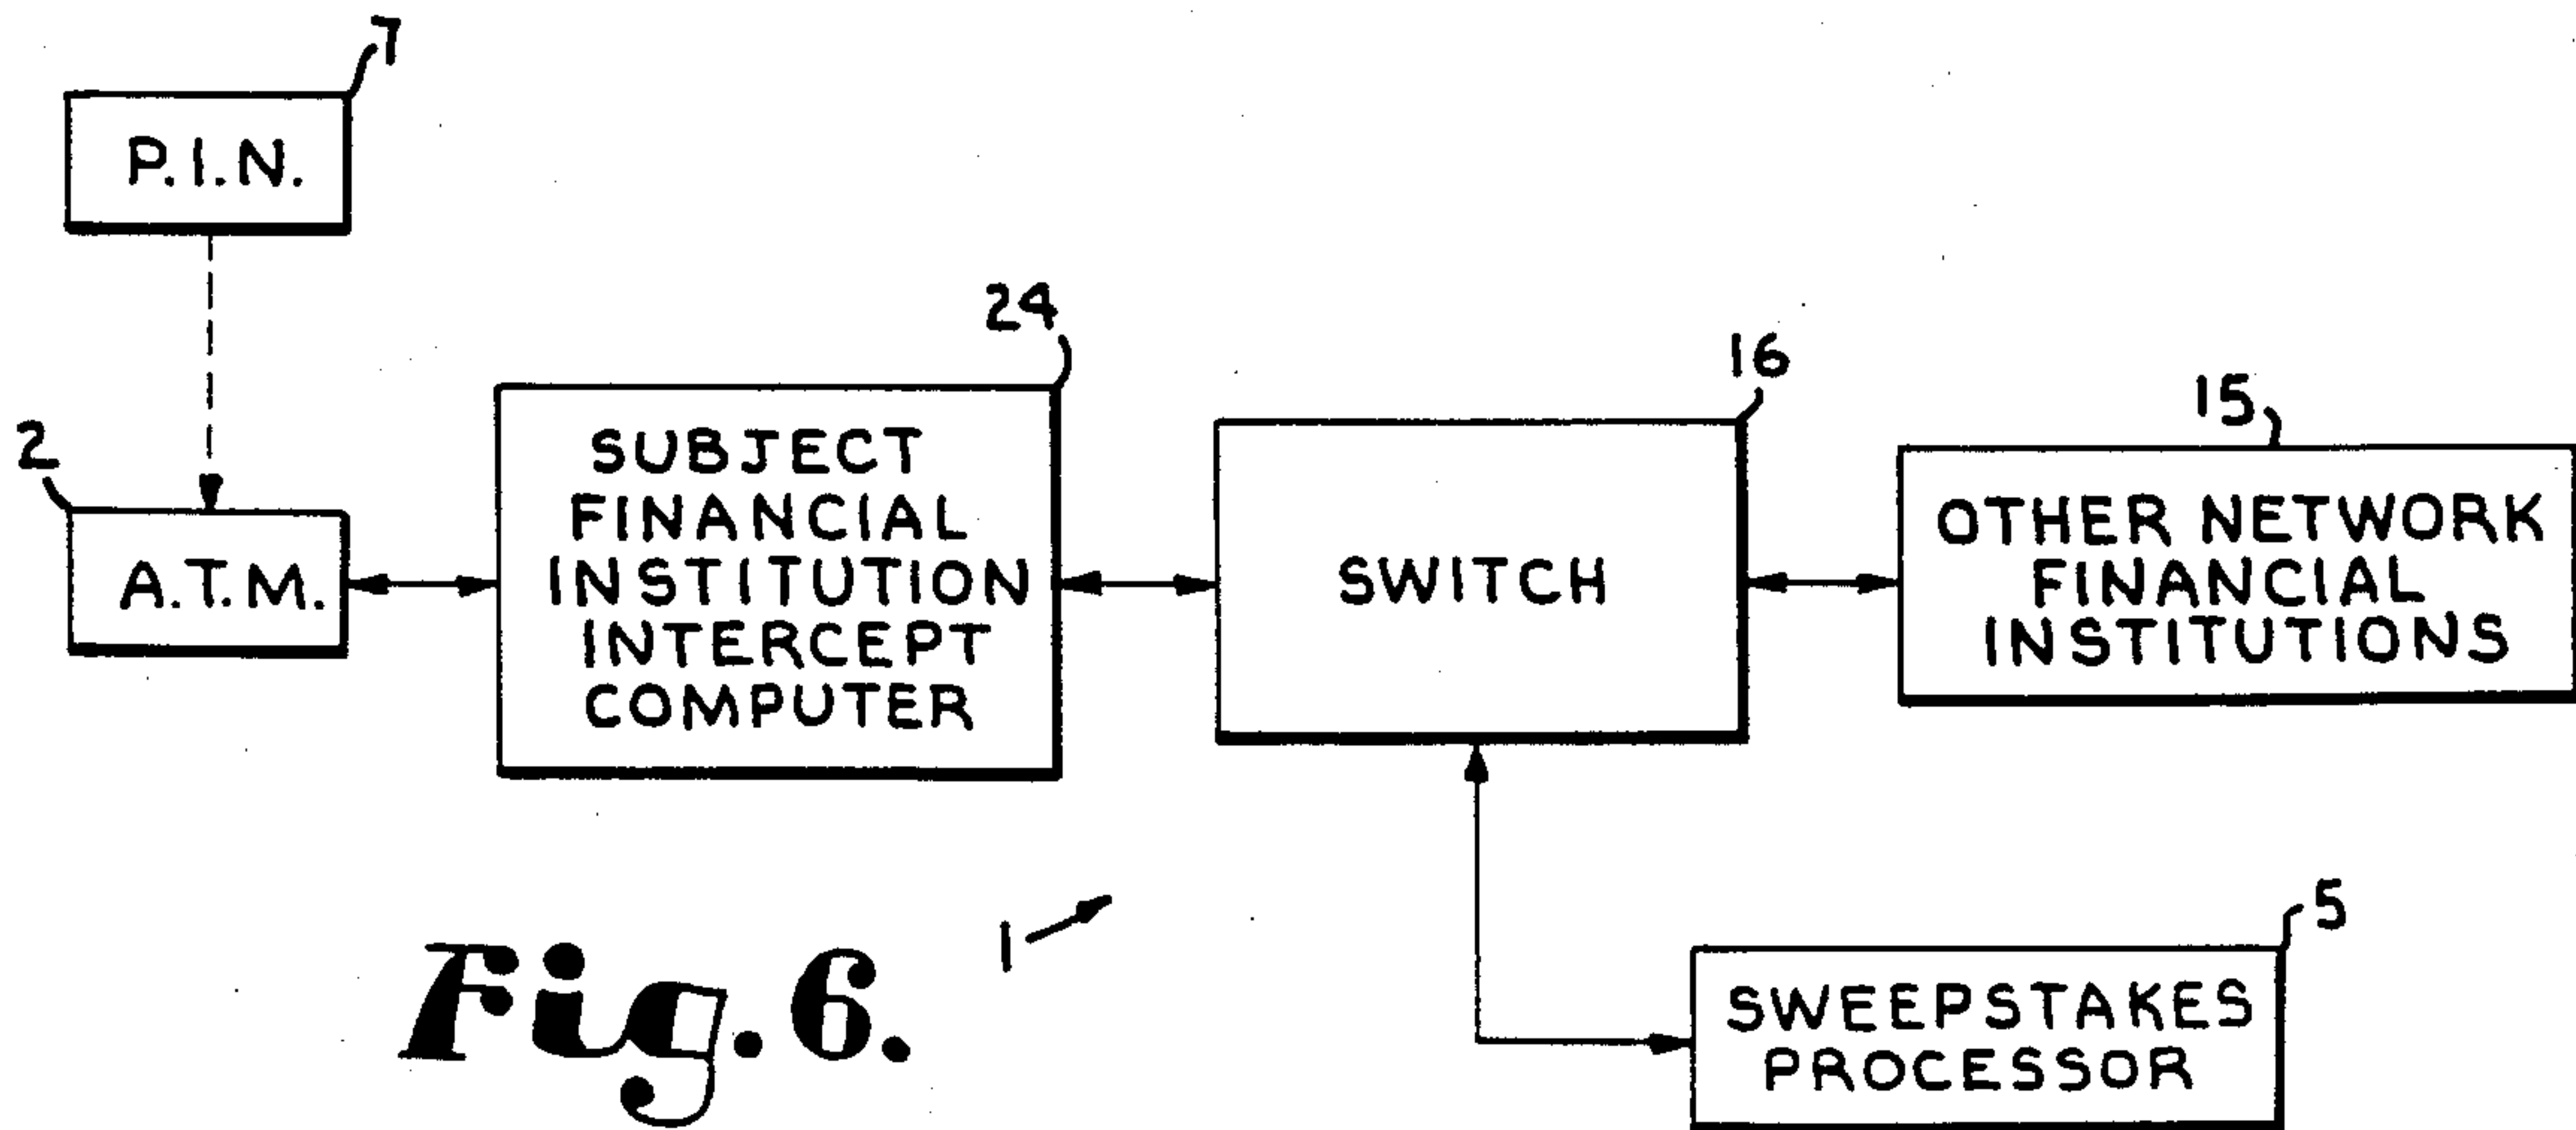 7
P.I.N.
2
A.T.M.
24
SUBJECT
FINANCIAL
INSTITUTION
INTERCEPT
COMPUTER
16
SWITCH
15
OTHER NETWORK
FINANCIAL
INSTITUTIONS
5
SWEEPSTAKES
PROCESSOR
1
Fig. 6.